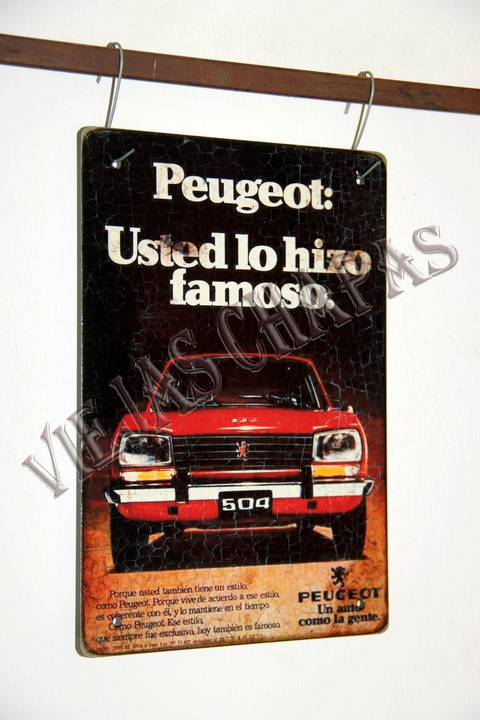 Peugeot:
Usted lo hizo
famoso.
VIEJAS CHAPAS
504
Porque usted también tiene un estilo,
como Peugeot. Porque vive de acuerdo a ese estilo,
es coherente con él, y lo mantiene en el tiempo.
Como Peugeot. Ese estilo,
que siempre fue exclusivo, hoy también es famoso.
PEUGEOT
Un auto
como la gente.